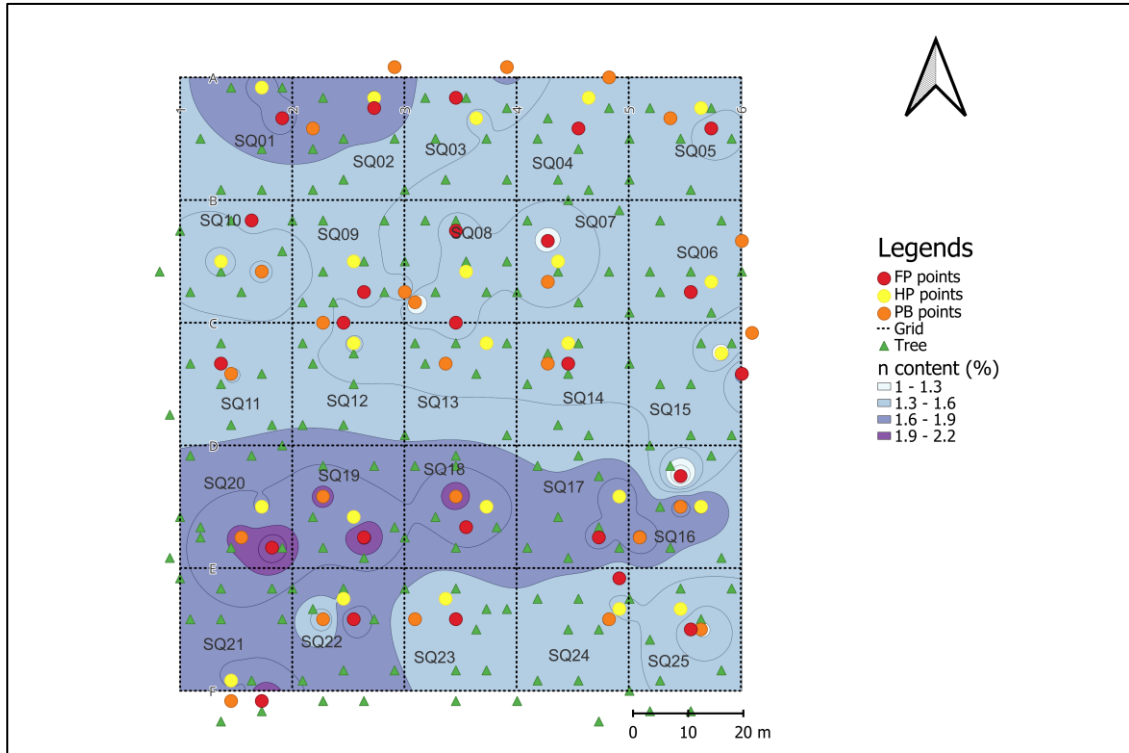 A
1 2 3 4 5 6
SQ01 SQ02 SQ03 SQ04 SQ05
B
SQ10 SQ09 SQ08 SQ07 SQ06
C
SQ11 SQ12 SQ13 SQ14 SQ15
D
SQ20 SQ19 SQ18 SQ17 SQ16
E
SQ21 SQ22 SQ23 SQ24 SQ25
F
Legends
FP points
HP points
PB points
Grid
Tree
n content (%)
1 - 1.3
1.3 - 1.6
1.6 - 1.9
1.9 - 2.2
0 10 20 m